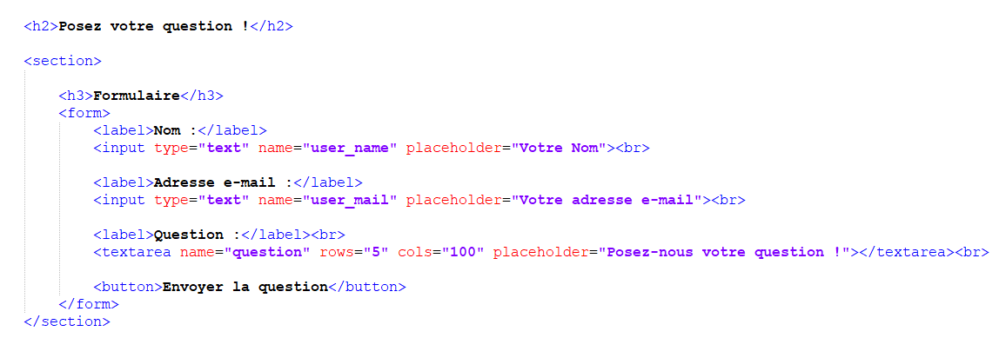 <h2>Posez votre question !</h2>
<section>
<h3>Formulaire</h3>
<form>
<label>Nom :</label>
<input type="text" name="user_name" placeholder="Votre Nom"><br>
<label>Adresse e-mail :</label>
<input type="text" name="user_mail" placeholder="Votre adresse e-mail"><br>
<label>Question :</label><br>
<textarea name="question" rows="5" cols="100" placeholder="Posez-nous votre question !"></textarea><br>
<button>Envoyer la question</button>
</form>
</section>